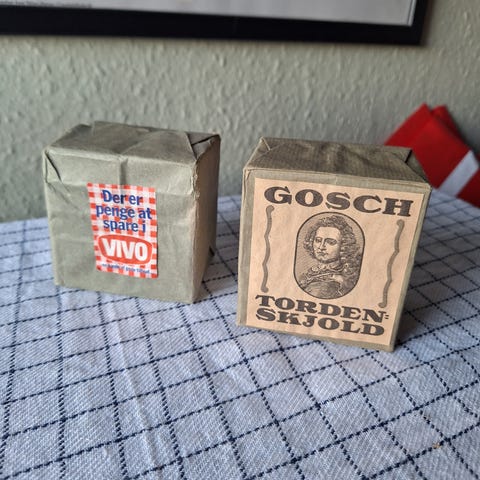 Der er
penge at
spare i
VIVO
GOSCH
TORDEN-
SKJOLD